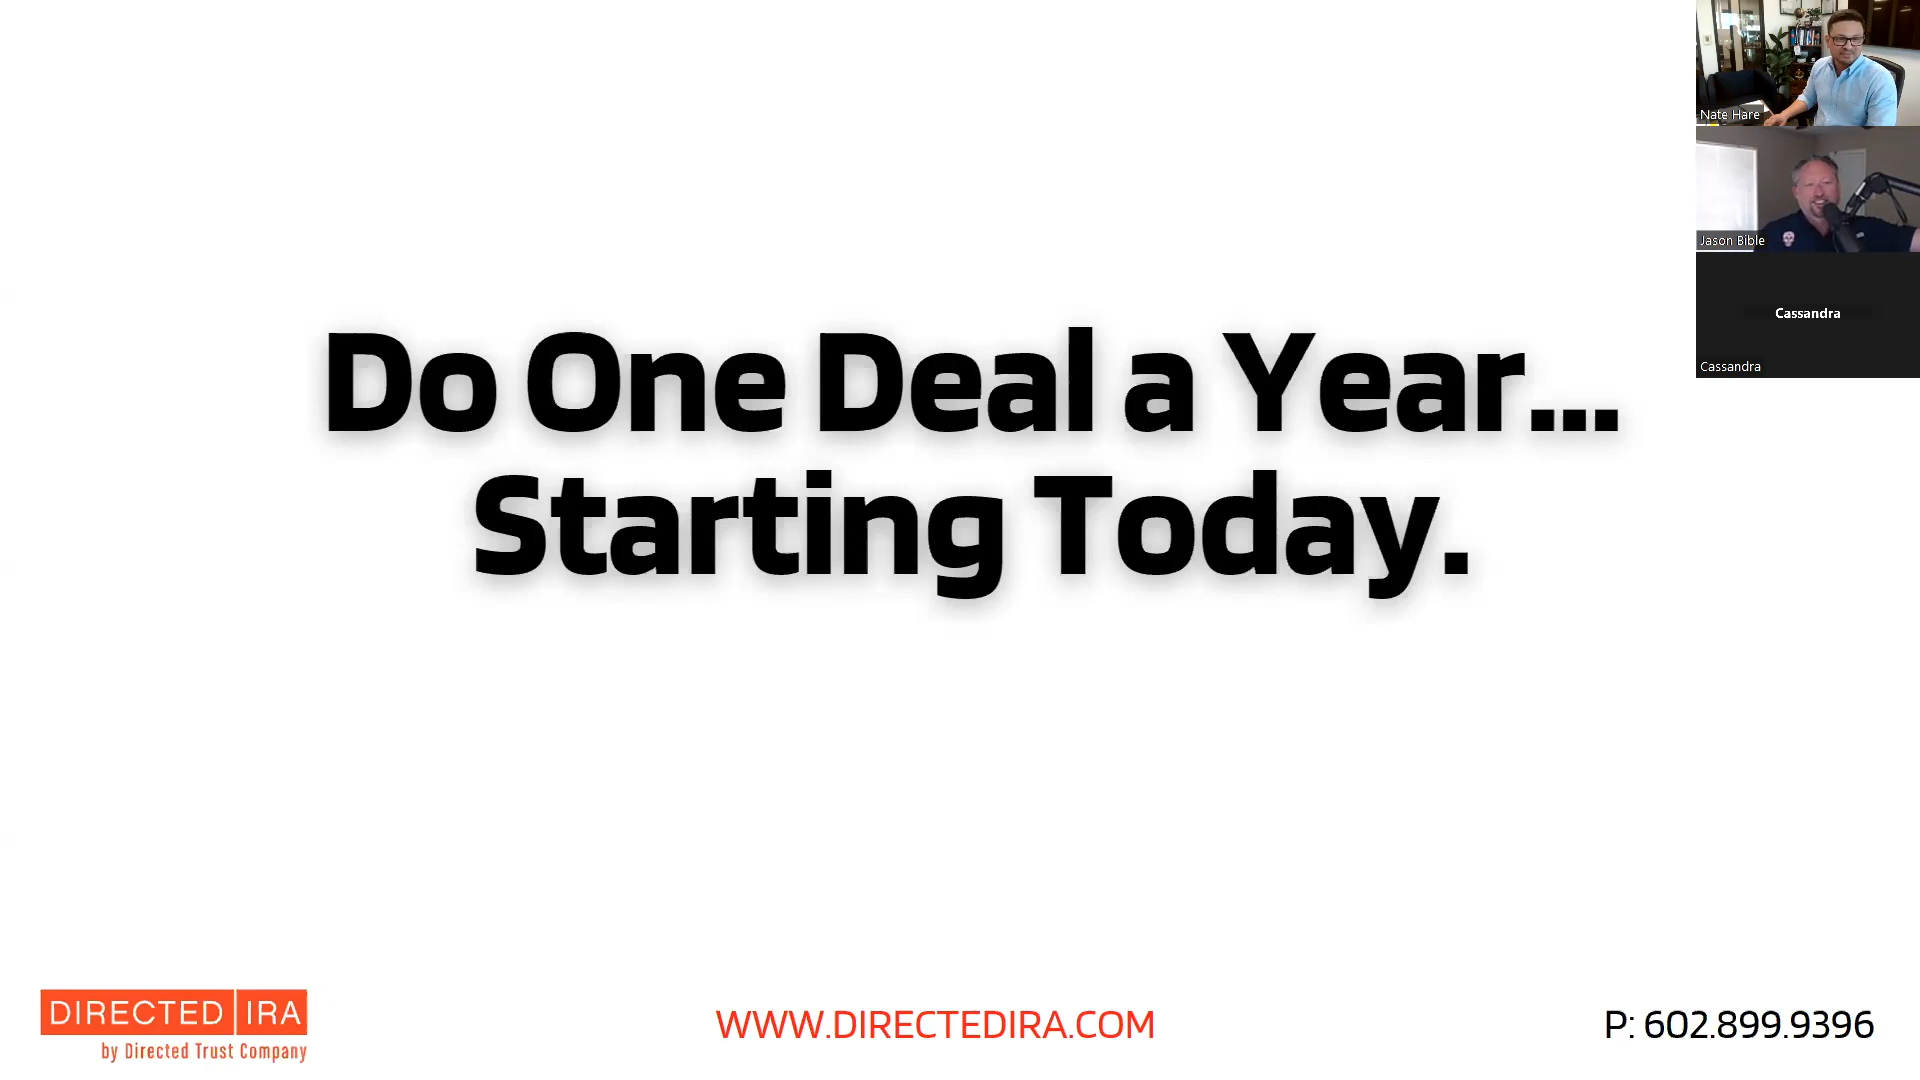 Nate Hare
Jason Bible
Cassandra
Cassandra
Do One Deal a Year...
Starting Today.
DIRECTED IRA
by Directed Trust Company
WWW.DIRECTEDIRA.COM
P: 602.899.9396